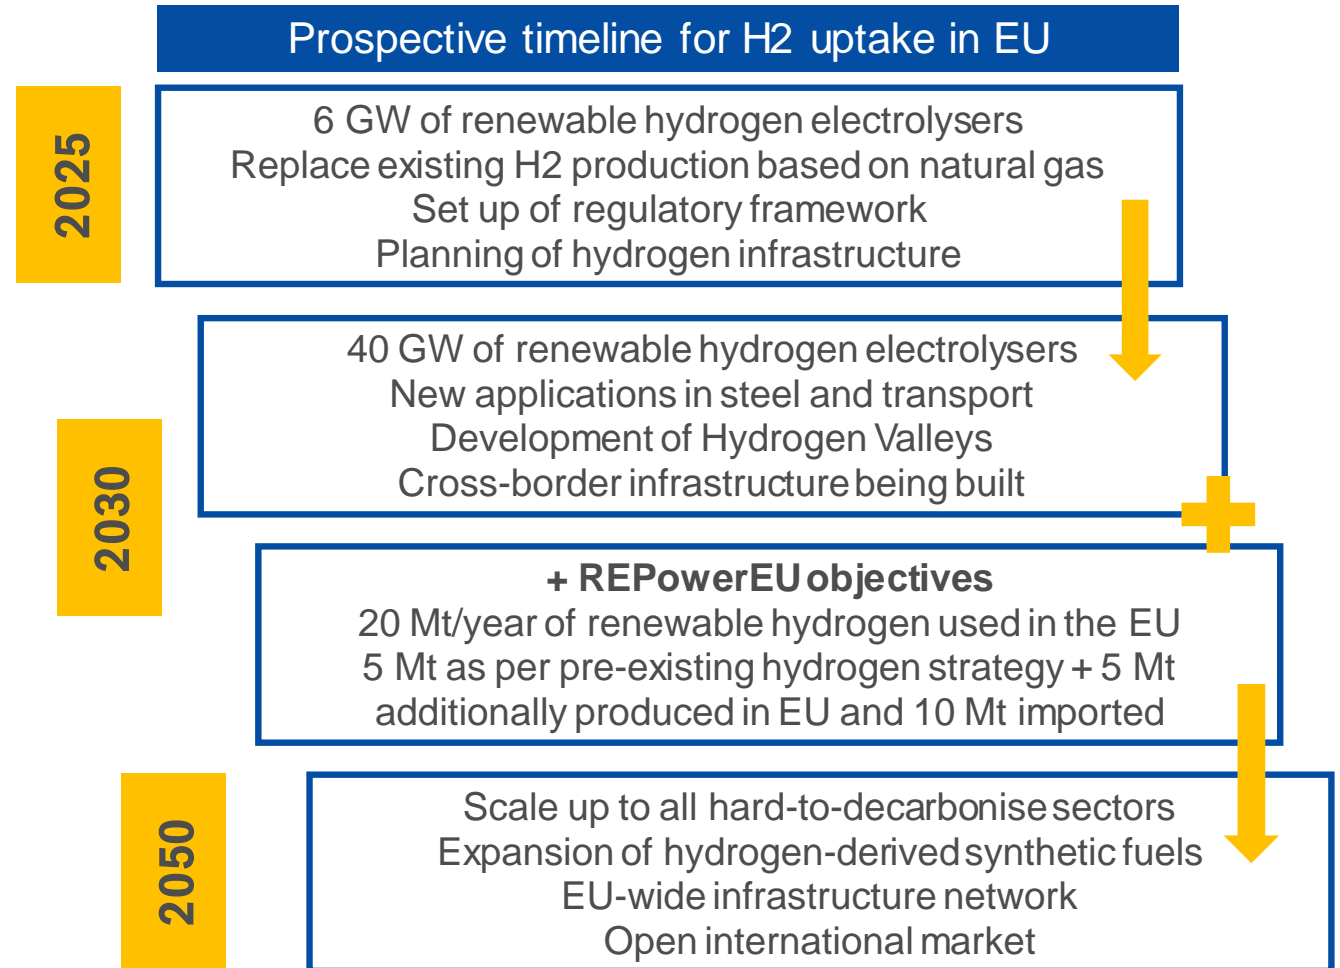 Prospective timeline for H2 uptake in EU
2025
6 GW of renewable hydrogen electrolysers
Replace existing H2 production based on natural gas
Set up of regulatory framework
Planning of hydrogen infrastructure
2030
40 GW of renewable hydrogen electrolysers
New applications in steel and transport
Development of Hydrogen Valleys
Cross-border infrastructure being built
+ REPowerEU objectives
20 Mt/year of renewable hydrogen used in the EU
5 Mt as per pre-existing hydrogen strategy + 5 Mt
additionally produced in EU and 10 Mt imported
2050
Scale up to all hard-to-decarbonise sectors
Expansion of hydrogen-derived synthetic fuels
EU-wide infrastructure network
Open international market